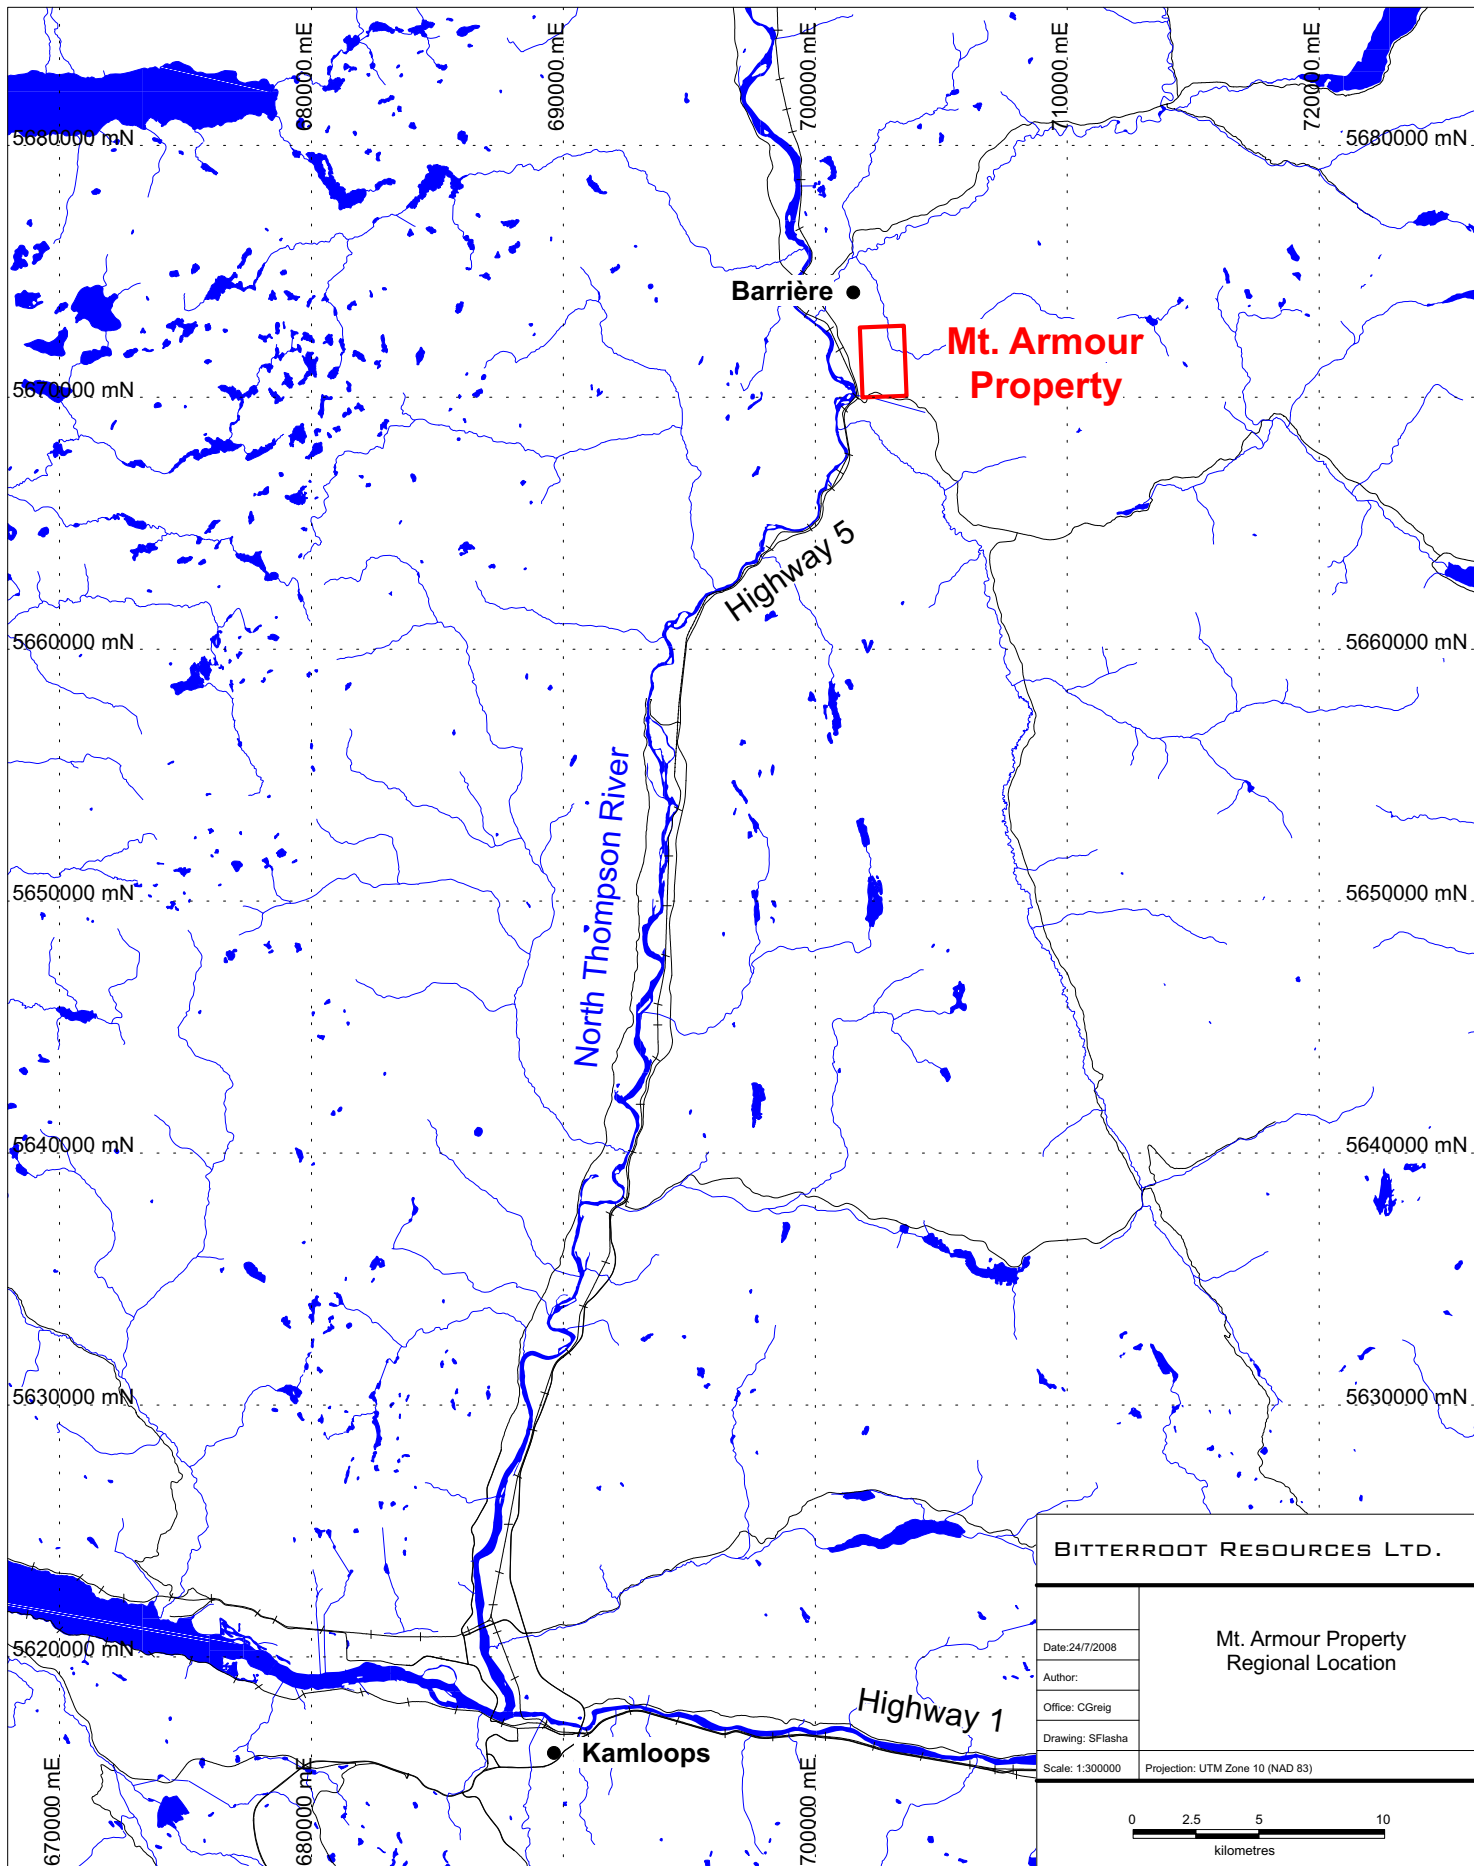 680000 mE
690000 mE
700000 mE
710000 mE
720000 mE
5680000 mN
5680000 mN
Barrière
Mt. Armour
Property
5670000 mN
Highway 5
5660000 mN
5660000 mN
North Thompson River
5650000 mN
5650000 mN
5640000 mN
5640000 mN
5630000 mN
5630000 mN
BITTERROOT RESOURCES LTD.
Mt. Armour Property
Regional Location
Date:24/7/2008
Author:
Office: CGreig
Drawing: SFlasha
Scale: 1:300000
Projection: UTM Zone 10 (NAD 83)
5620000 mN
Highway 1
Kamloops
670000 mE
680000 mE
700000 mE
0 2.5 5 10
kilometres